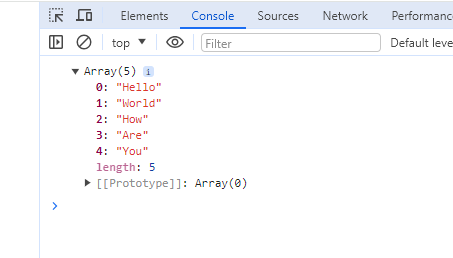 Elements Console Sources Network Performance
top Filter Default leve
Array(5) i
0: "Hello"
1: "World"
2: "How"
3: "Are"
4: "You"
length: 5
[[Prototype]]: Array(0)